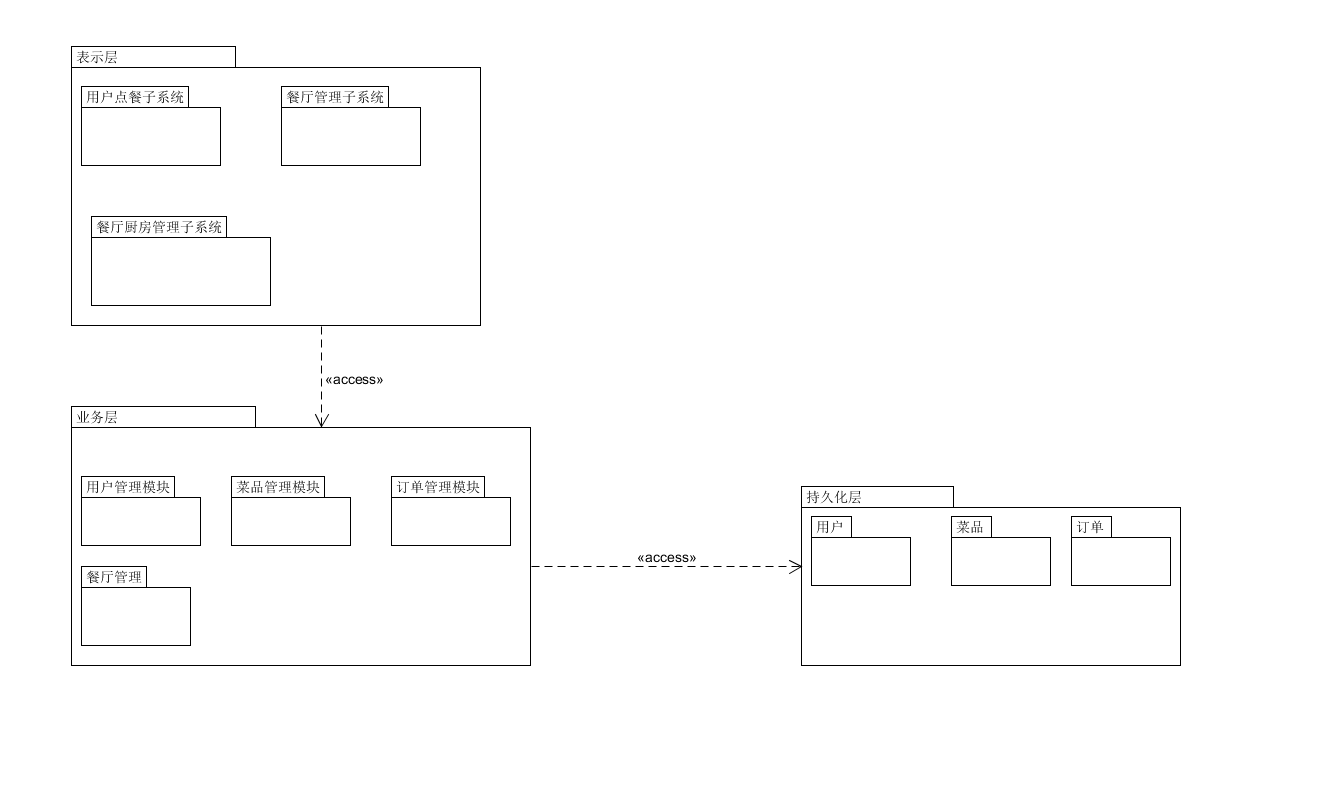 表示层
用户点餐子系统
餐厅管理子系统
餐厅厨房管理子系统
«access»
业务层
用户管理模块
菜品管理模块
订单管理模块
餐厅管理
«access»
持久化层
用户
菜品
订单